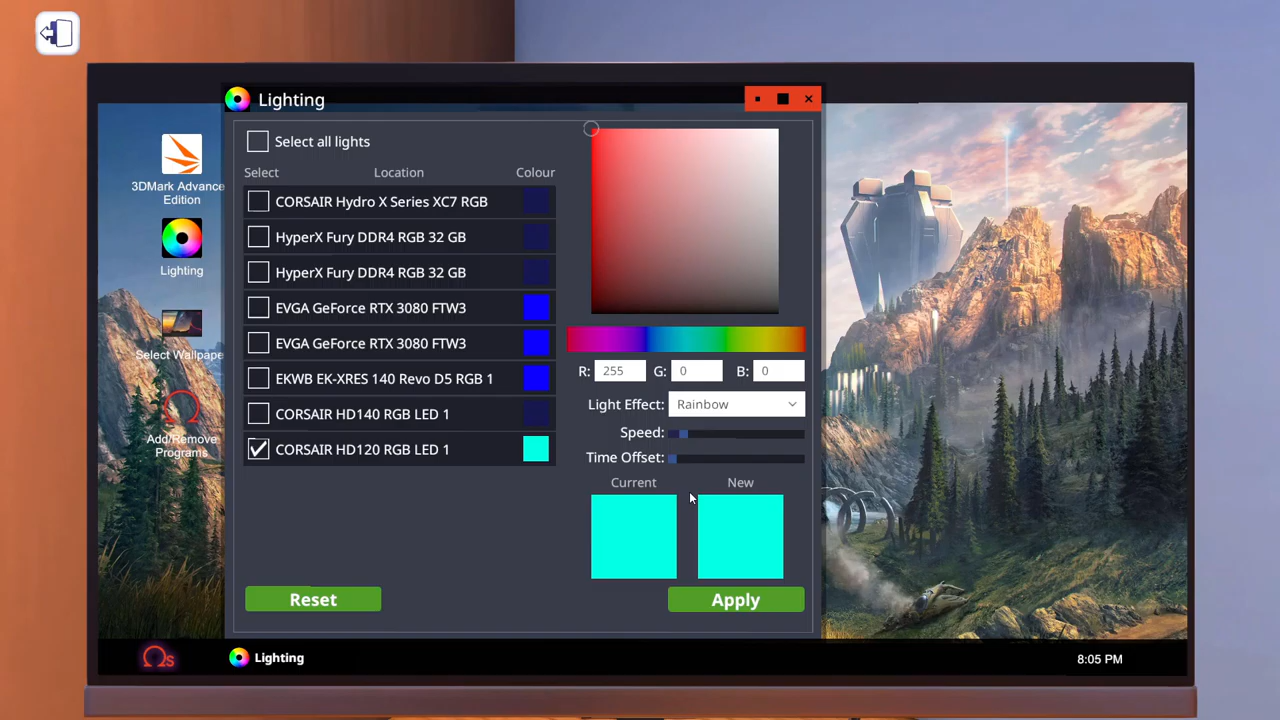 Lighting
Select all lights
Select Location Colour
CORSAIR Hydro X Series XC7 RGB
HyperX Fury DDR4 RGB 32 GB
HyperX Fury DDR4 RGB 32 GB
EVGA GeForce RTX 3080 FTW3
EVGA GeForce RTX 3080 FTW3
EKWB EK-XRES 140 Revo D5 RGB 1
CORSAIR HD140 RGB LED 1
CORSAIR HD120 RGB LED 1
Reset
R: 255 G: 0 B: 0
Light Effect: Rainbow
Speed:
Time Offset:
Current New
Apply
3DMark Advance
Edition
Lighting
Select Wallpape
Add/Remove
Programs
Ωs
Lighting
8:05 PM